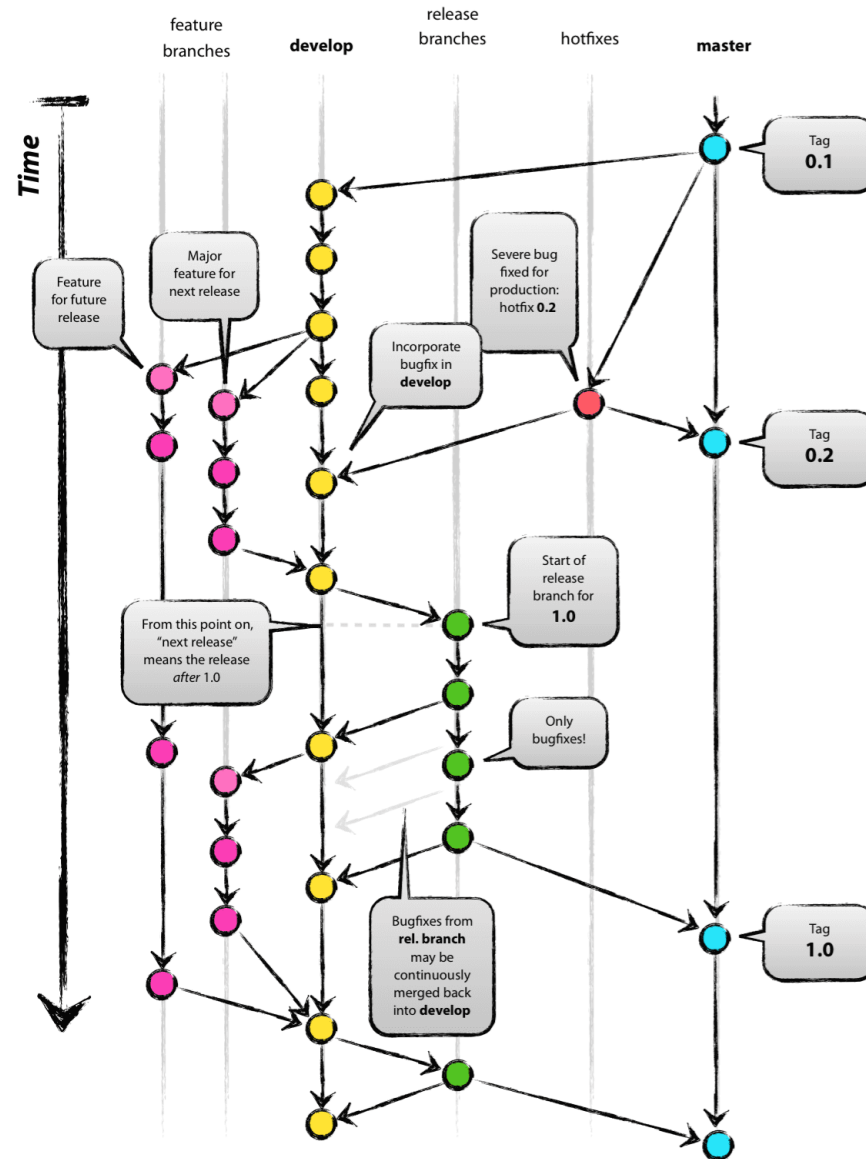 feature
branches
develop
release
branches
hotfixes
master
Time
Tag
0.1
Major
feature for
next release
Severe bug
fixed for
production:
hotfix 0.2
Feature
for future
release
Incorporate
bugfix in
develop
Tag
0.2
Start of
release
branch for
1.0
From this point on,
“next release”
means the release
after 1.0
Only
bugfixes!
Bugfixes from
rel. branch
may be
continuously
merged back
into develop
Tag
1.0